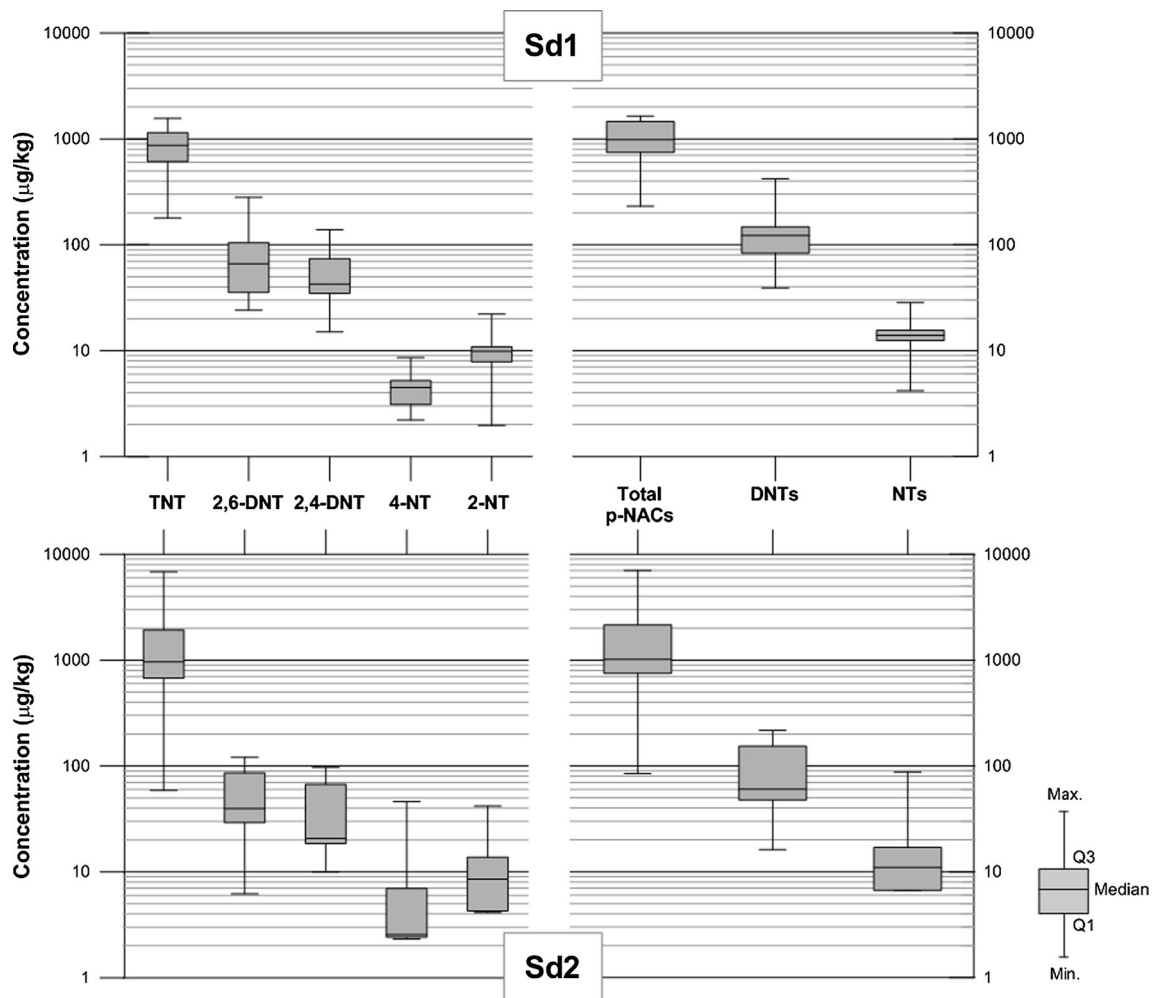 Sd1
10000
1000
100
10
1
Concentration (µg/kg)
10000
1000
100
10
1
TNT
2,6-DNT
2,4-DNT
4-NT
2-NT
Total
p-NACs
DNTs
NTs
10000
1000
100
10
1
Concentration (µg/kg)
10000
1000
100
10
1
Sd2
Max.
Q3
Median
Q1
Min.